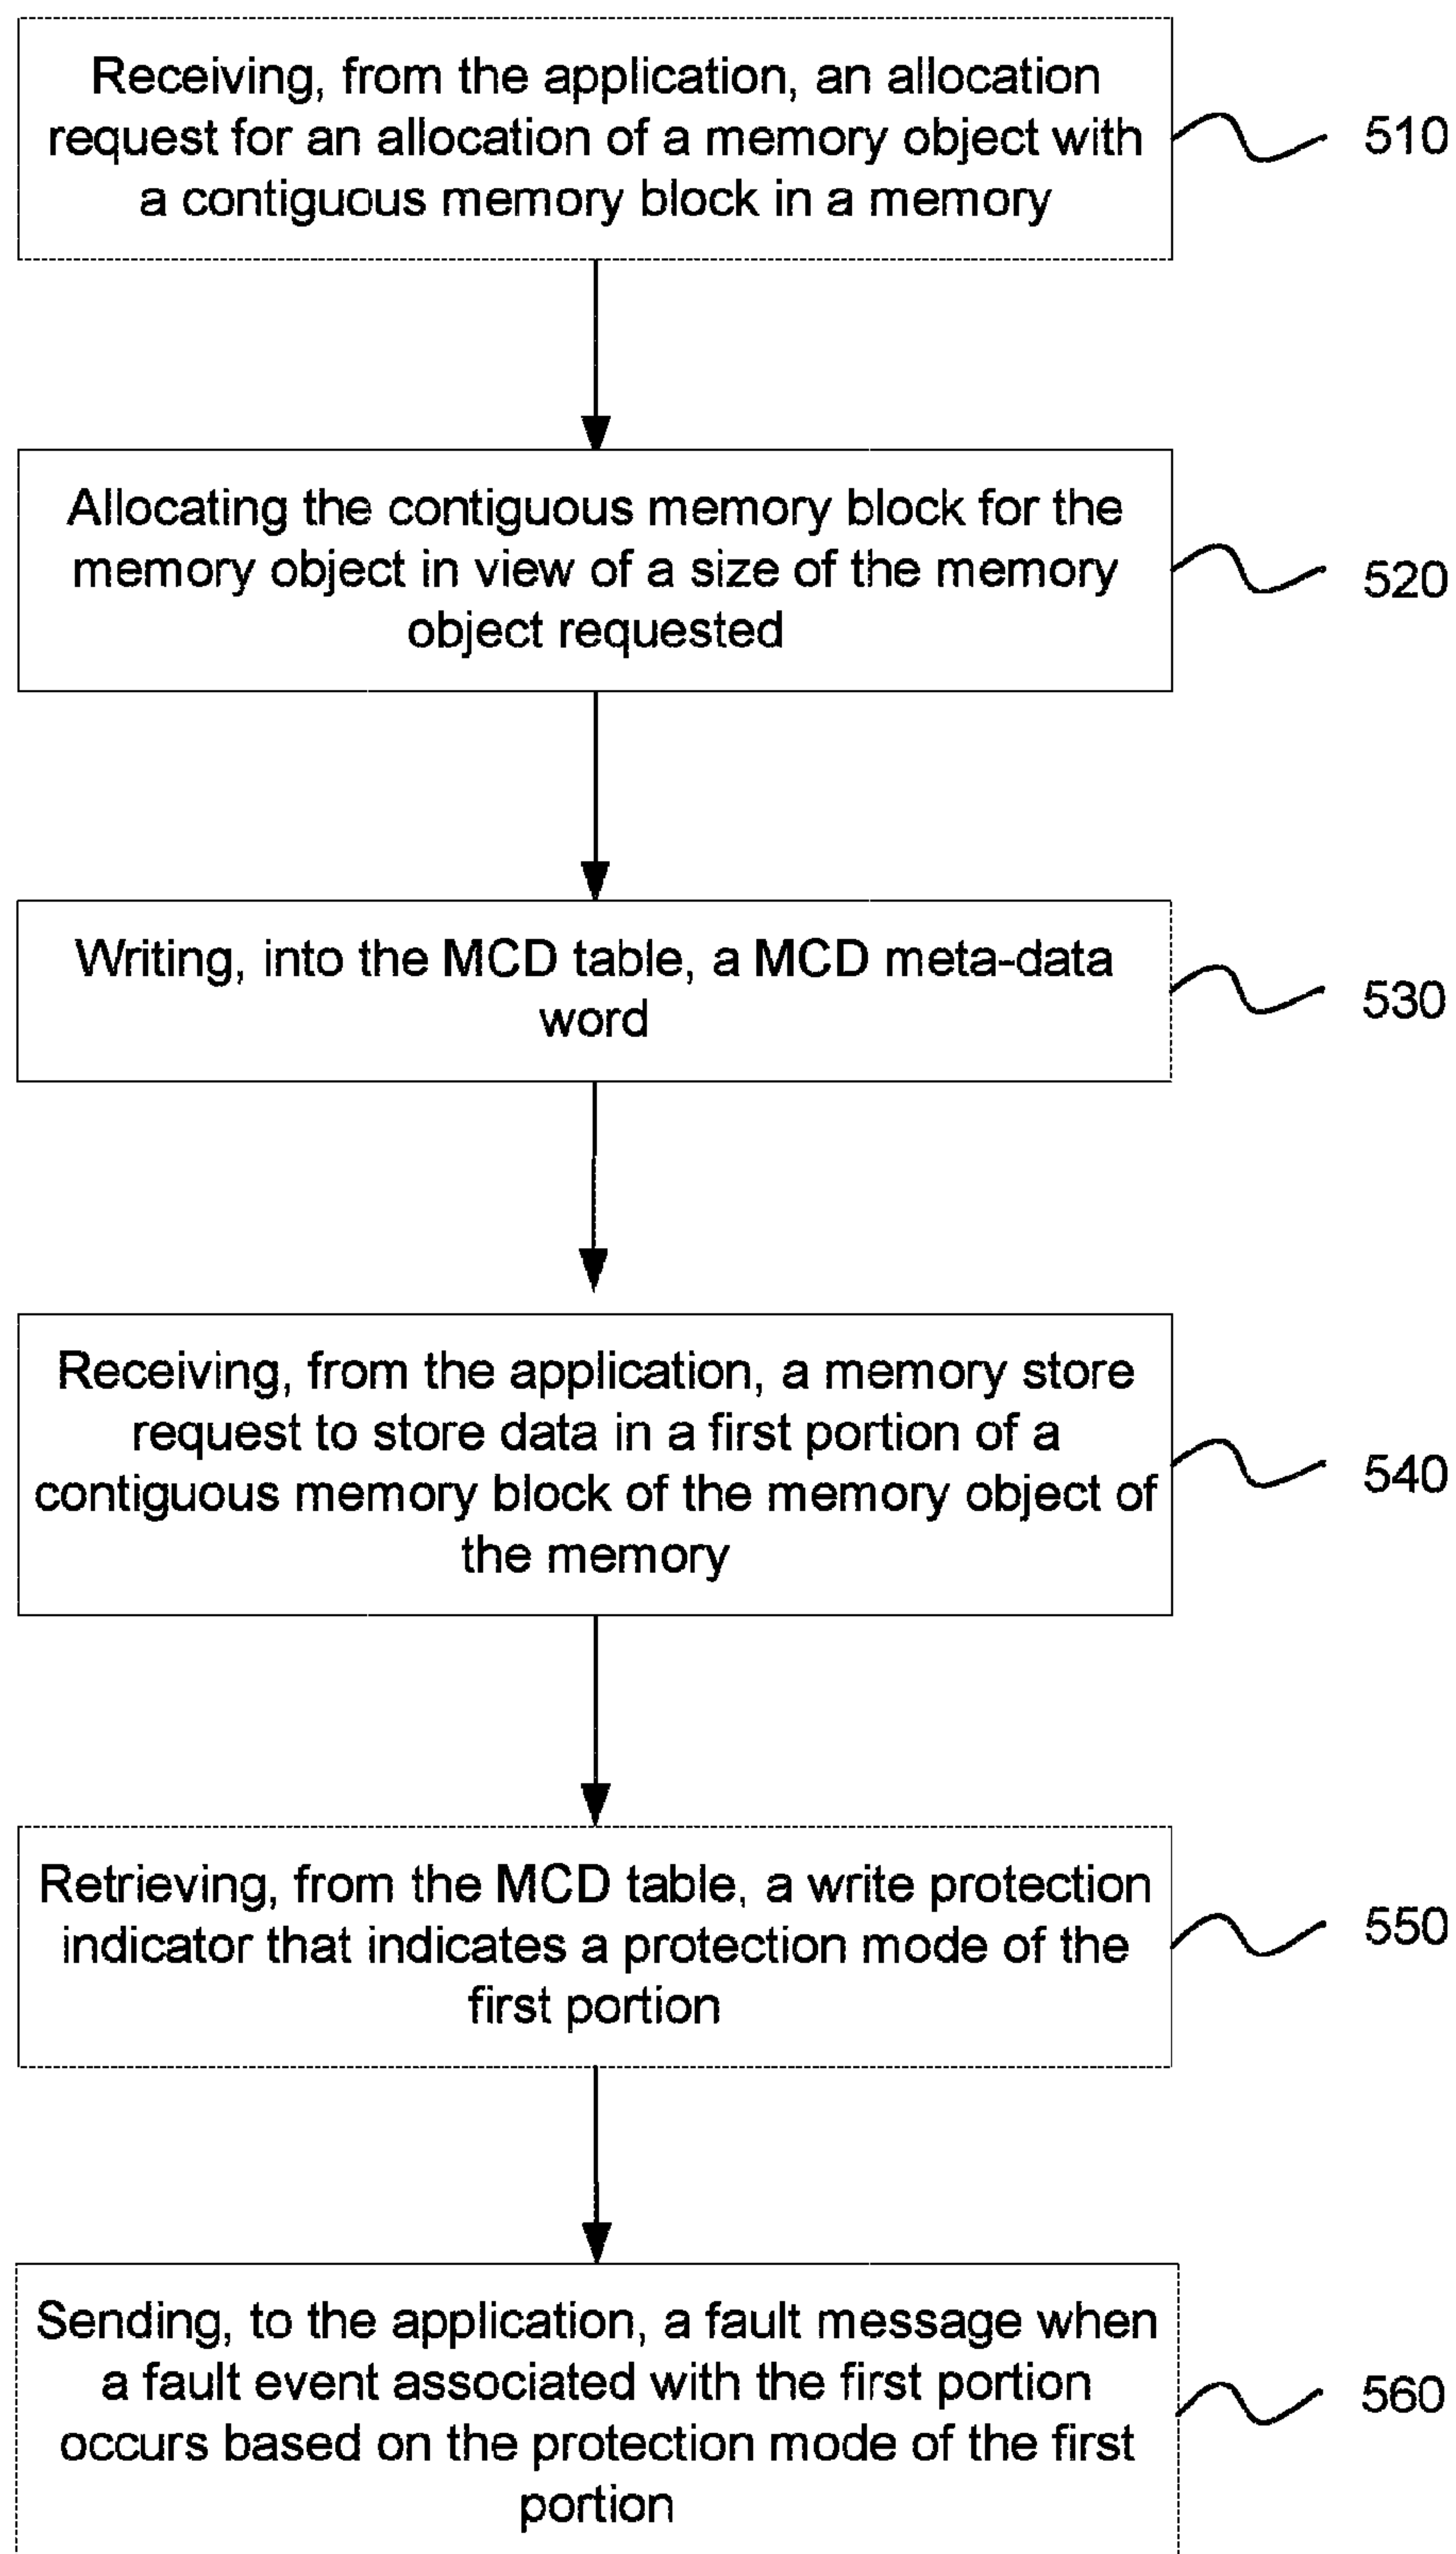 Receiving, from the application, an allocation
request for an allocation of a memory object with
a contiguous memory block in a memory
510
Allocating the contiguous memory block for the
memory object in view of a size of the memory
object requested
520
Writing, into the MCD table, a MCD meta-data
word
530
Receiving, from the application, a memory store
request to store data in a first portion of a
contiguous memory block of the memory object of
the memory
540
Retrieving, from the MCD table, a write protection
indicator that indicates a protection mode of the
first portion
550
Sending, to the application, a fault message when
a fault event associated with the first portion
occurs based on the protection mode of the first
portion
560